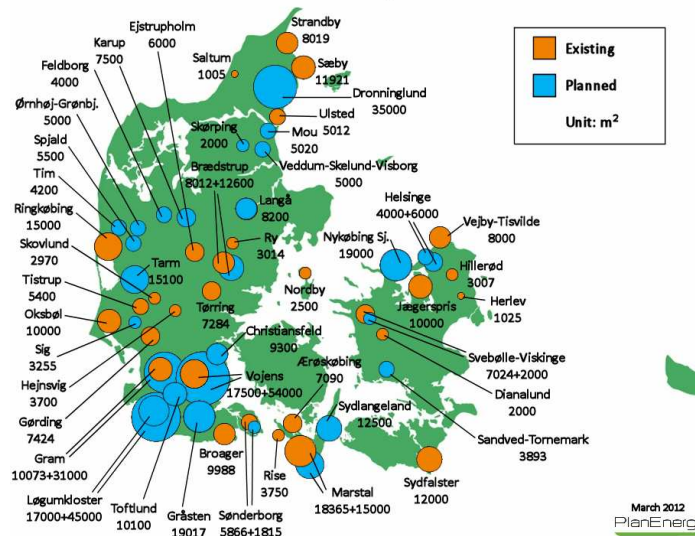 Ejstrupholm
6000
Karup
7500
Feldborg
4000
Ørnhøj-Grønbj.
5000
Spjald
5500
Tim
4200
Ringkøbing
15000
Skovlund
2970
Tistrup
5400
Oksbøl
10000
Sig
3255
Hejnsvig
3700
Gørding
7424
Gram
10073+31000
Løgumkloster
17000+45000
Toftlund
10100
Gråsten
19017
Sønderborg
5866+1815
Broager
9988
Rise
3750
Marstal
18365+15000
Sydfalster
12000
Sydlangeland
12500
Ærøskøbing
7090
Vojens
17500+54000
Christiansfeld
9300
Tørring
7284
Tarm
15100
Brædstrup
8012+12600
Langå
8200
Ry
3014
Nordby
2500
Saltum
1005
Strandby
8019
Sæby
11921
Dronninglund
35000
Ulsted
5012
Mou
5020
Skørping
2000
Veddum-Skelund-Visborg
5000
Helsinge
4000+6000
Nykøbing Sj.
19000
Vejby-Tisvilde
8000
Hillerød
3007
Herlev
1025
Jægerspris
10000
Svebølle-Viskinge
7024+2000
Dianalund
2000
Sandved-Tornemark
3893
Existing
Planned
Unit: m²
March 2012
PlanEnerg